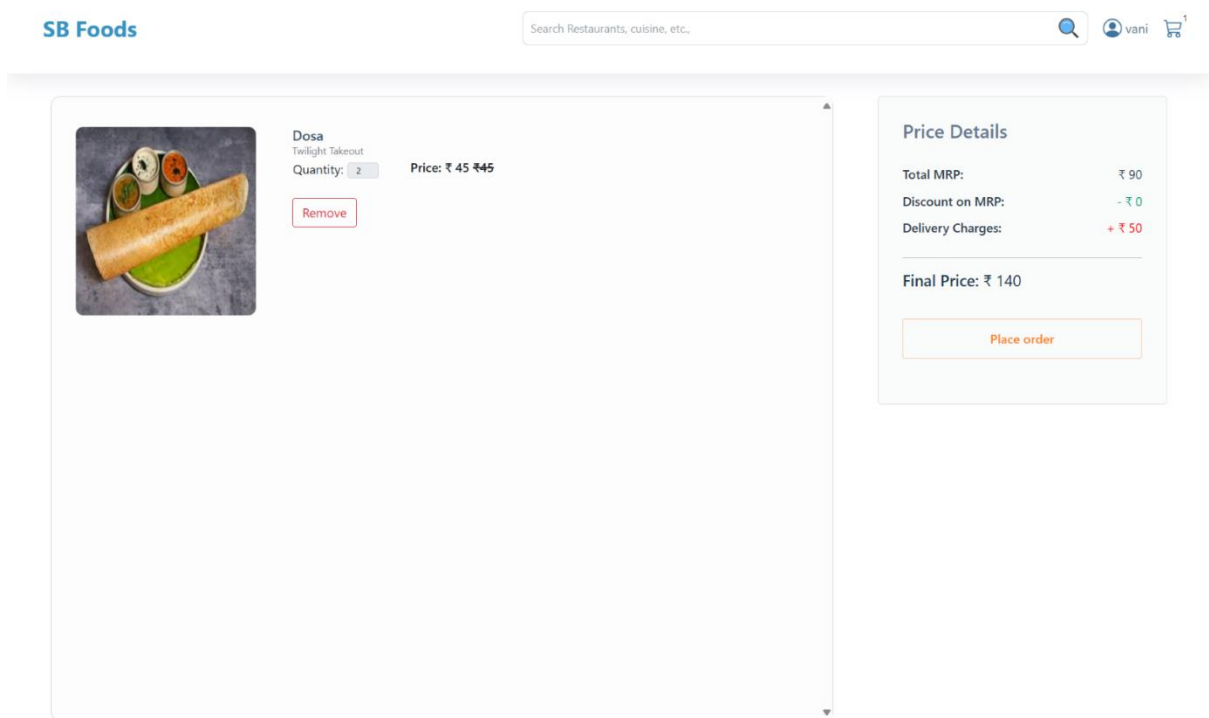 SB Foods
Search Restaurants, cuisine, etc.,
vani
1
Dosa
Twilight Takeout
Quantity: 2
Price: ₹ 45 ₹45
Remove
Price Details
Total MRP: ₹ 90
Discount on MRP: - ₹ 0
Delivery Charges: + ₹ 50
Final Price: ₹ 140
Place order